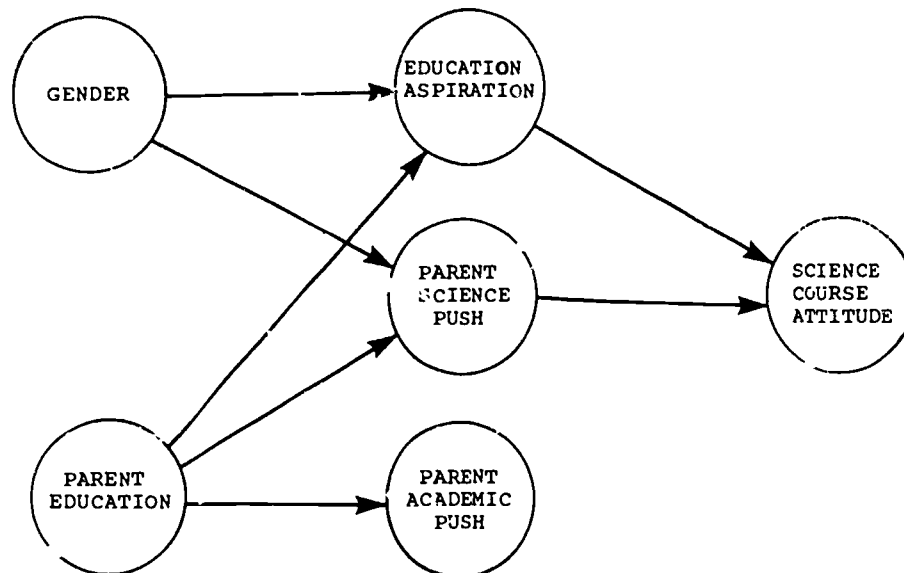 GENDER
EDUCATION
ASPIRATION
PARENT
SCIENCE
PUSH
SCIENCE
COURSE
ATTITUDE
PARENT
EDUCATION
PARENT
ACADEMIC
PUSH